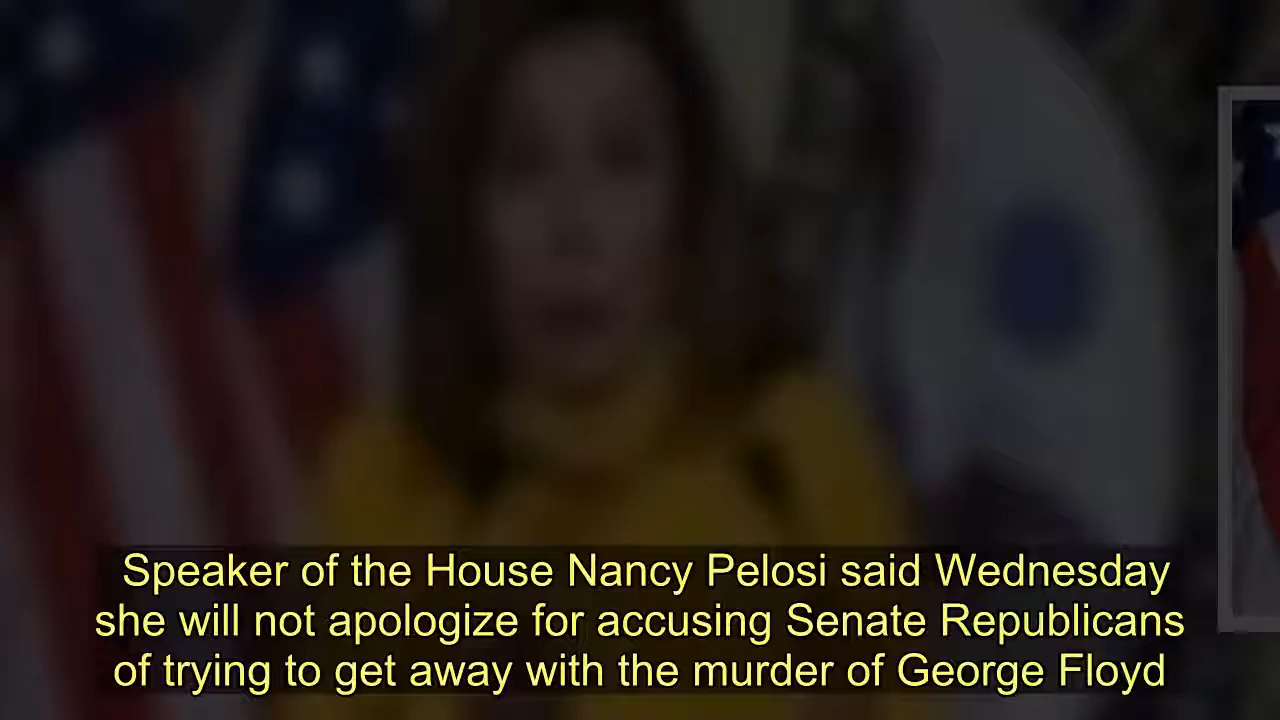 Speaker of the House Nancy Pelosi said Wednesday
she will not apologize for accusing Senate Republicans
of trying to get away with the murder of George Floyd